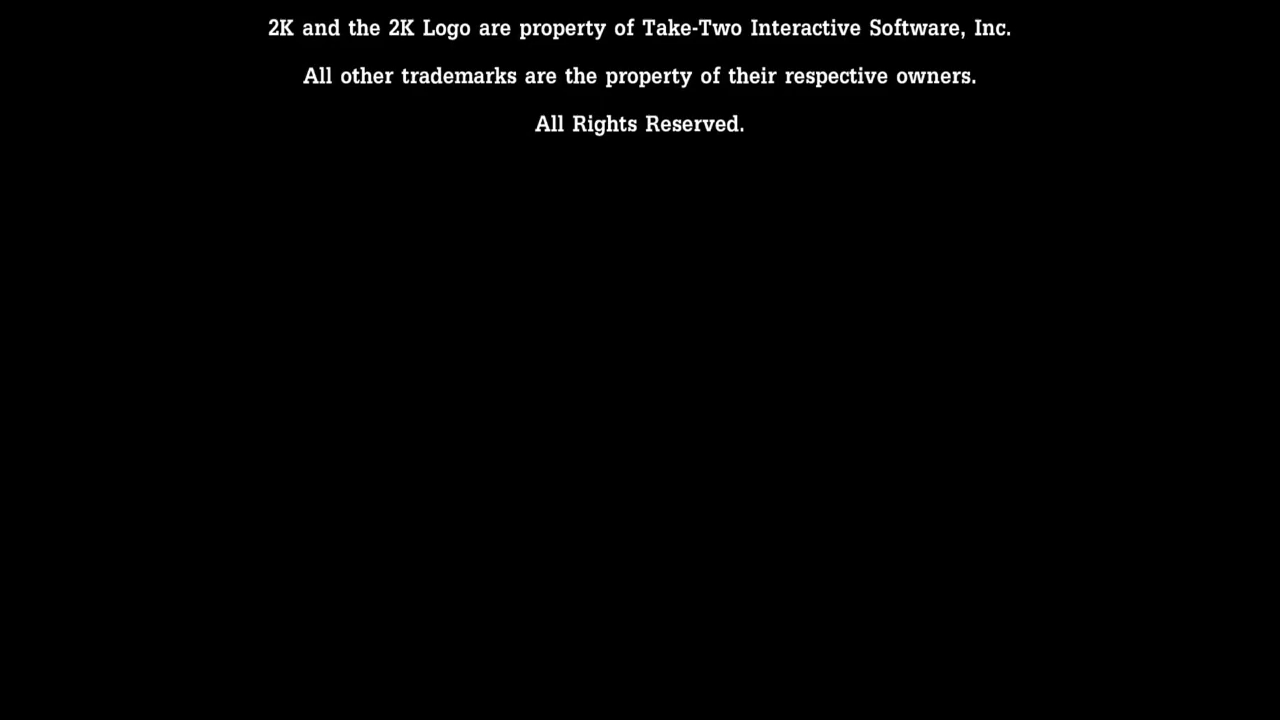 2K and the 2K Logo are property of Take-Two Interactive Software, Inc.
All other trademarks are the property of their respective owners.
All Rights Reserved.